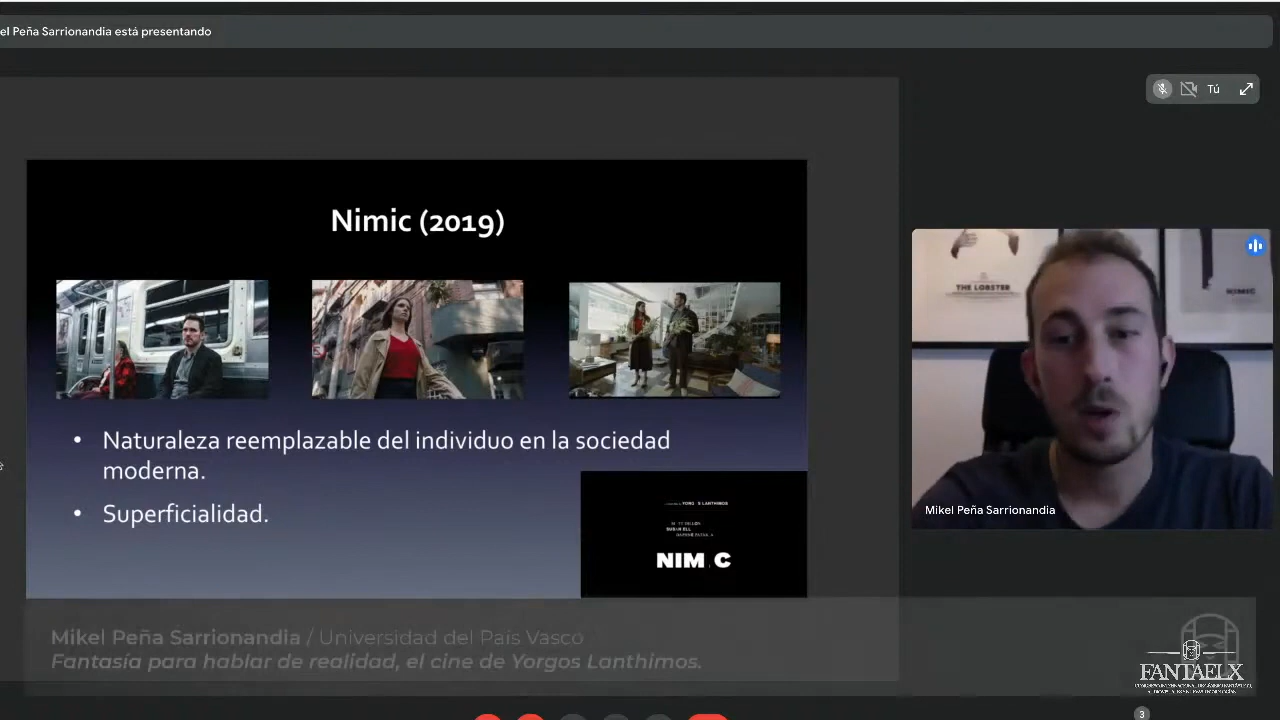 el Peña Sarrionandia está presentando
Tú
Nimic (2019)
THE LOBSTER
NIMIC
• Naturaleza reemplazable del individuo en la sociedad
moderna.
• Superficialidad.
YORG S LANTHIMOS
NIM C
Mikel Peña Sarrionandia
Mikel Peña Sarrionandia / Universidad del País Vasco
Fantasía para hablar de realidad, el cine de Yorgos Lanthimos.
FANTAELX
3